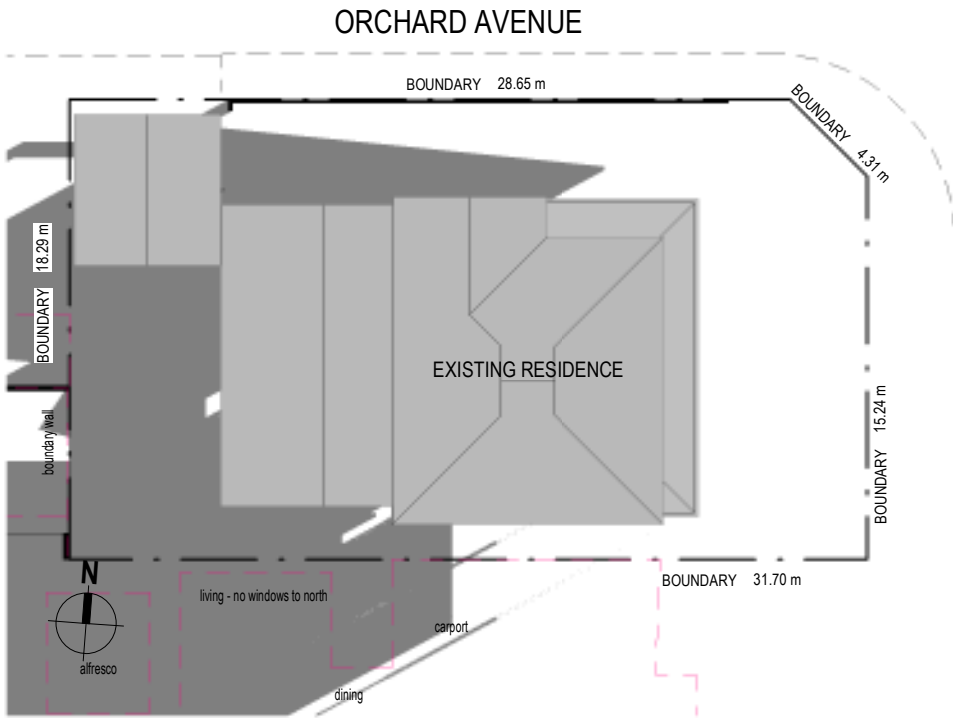 ORCHARD AVENUE
BOUNDARY 28.65 m
BOUNDARY 4.31 m
BOUNDARY 18.29 m
EXISTING RESIDENCE
boundary wall
BOUNDARY 15.24 m
N
BOUNDARY 31.70 m
living - no windows to north
carport
alfresco
dining